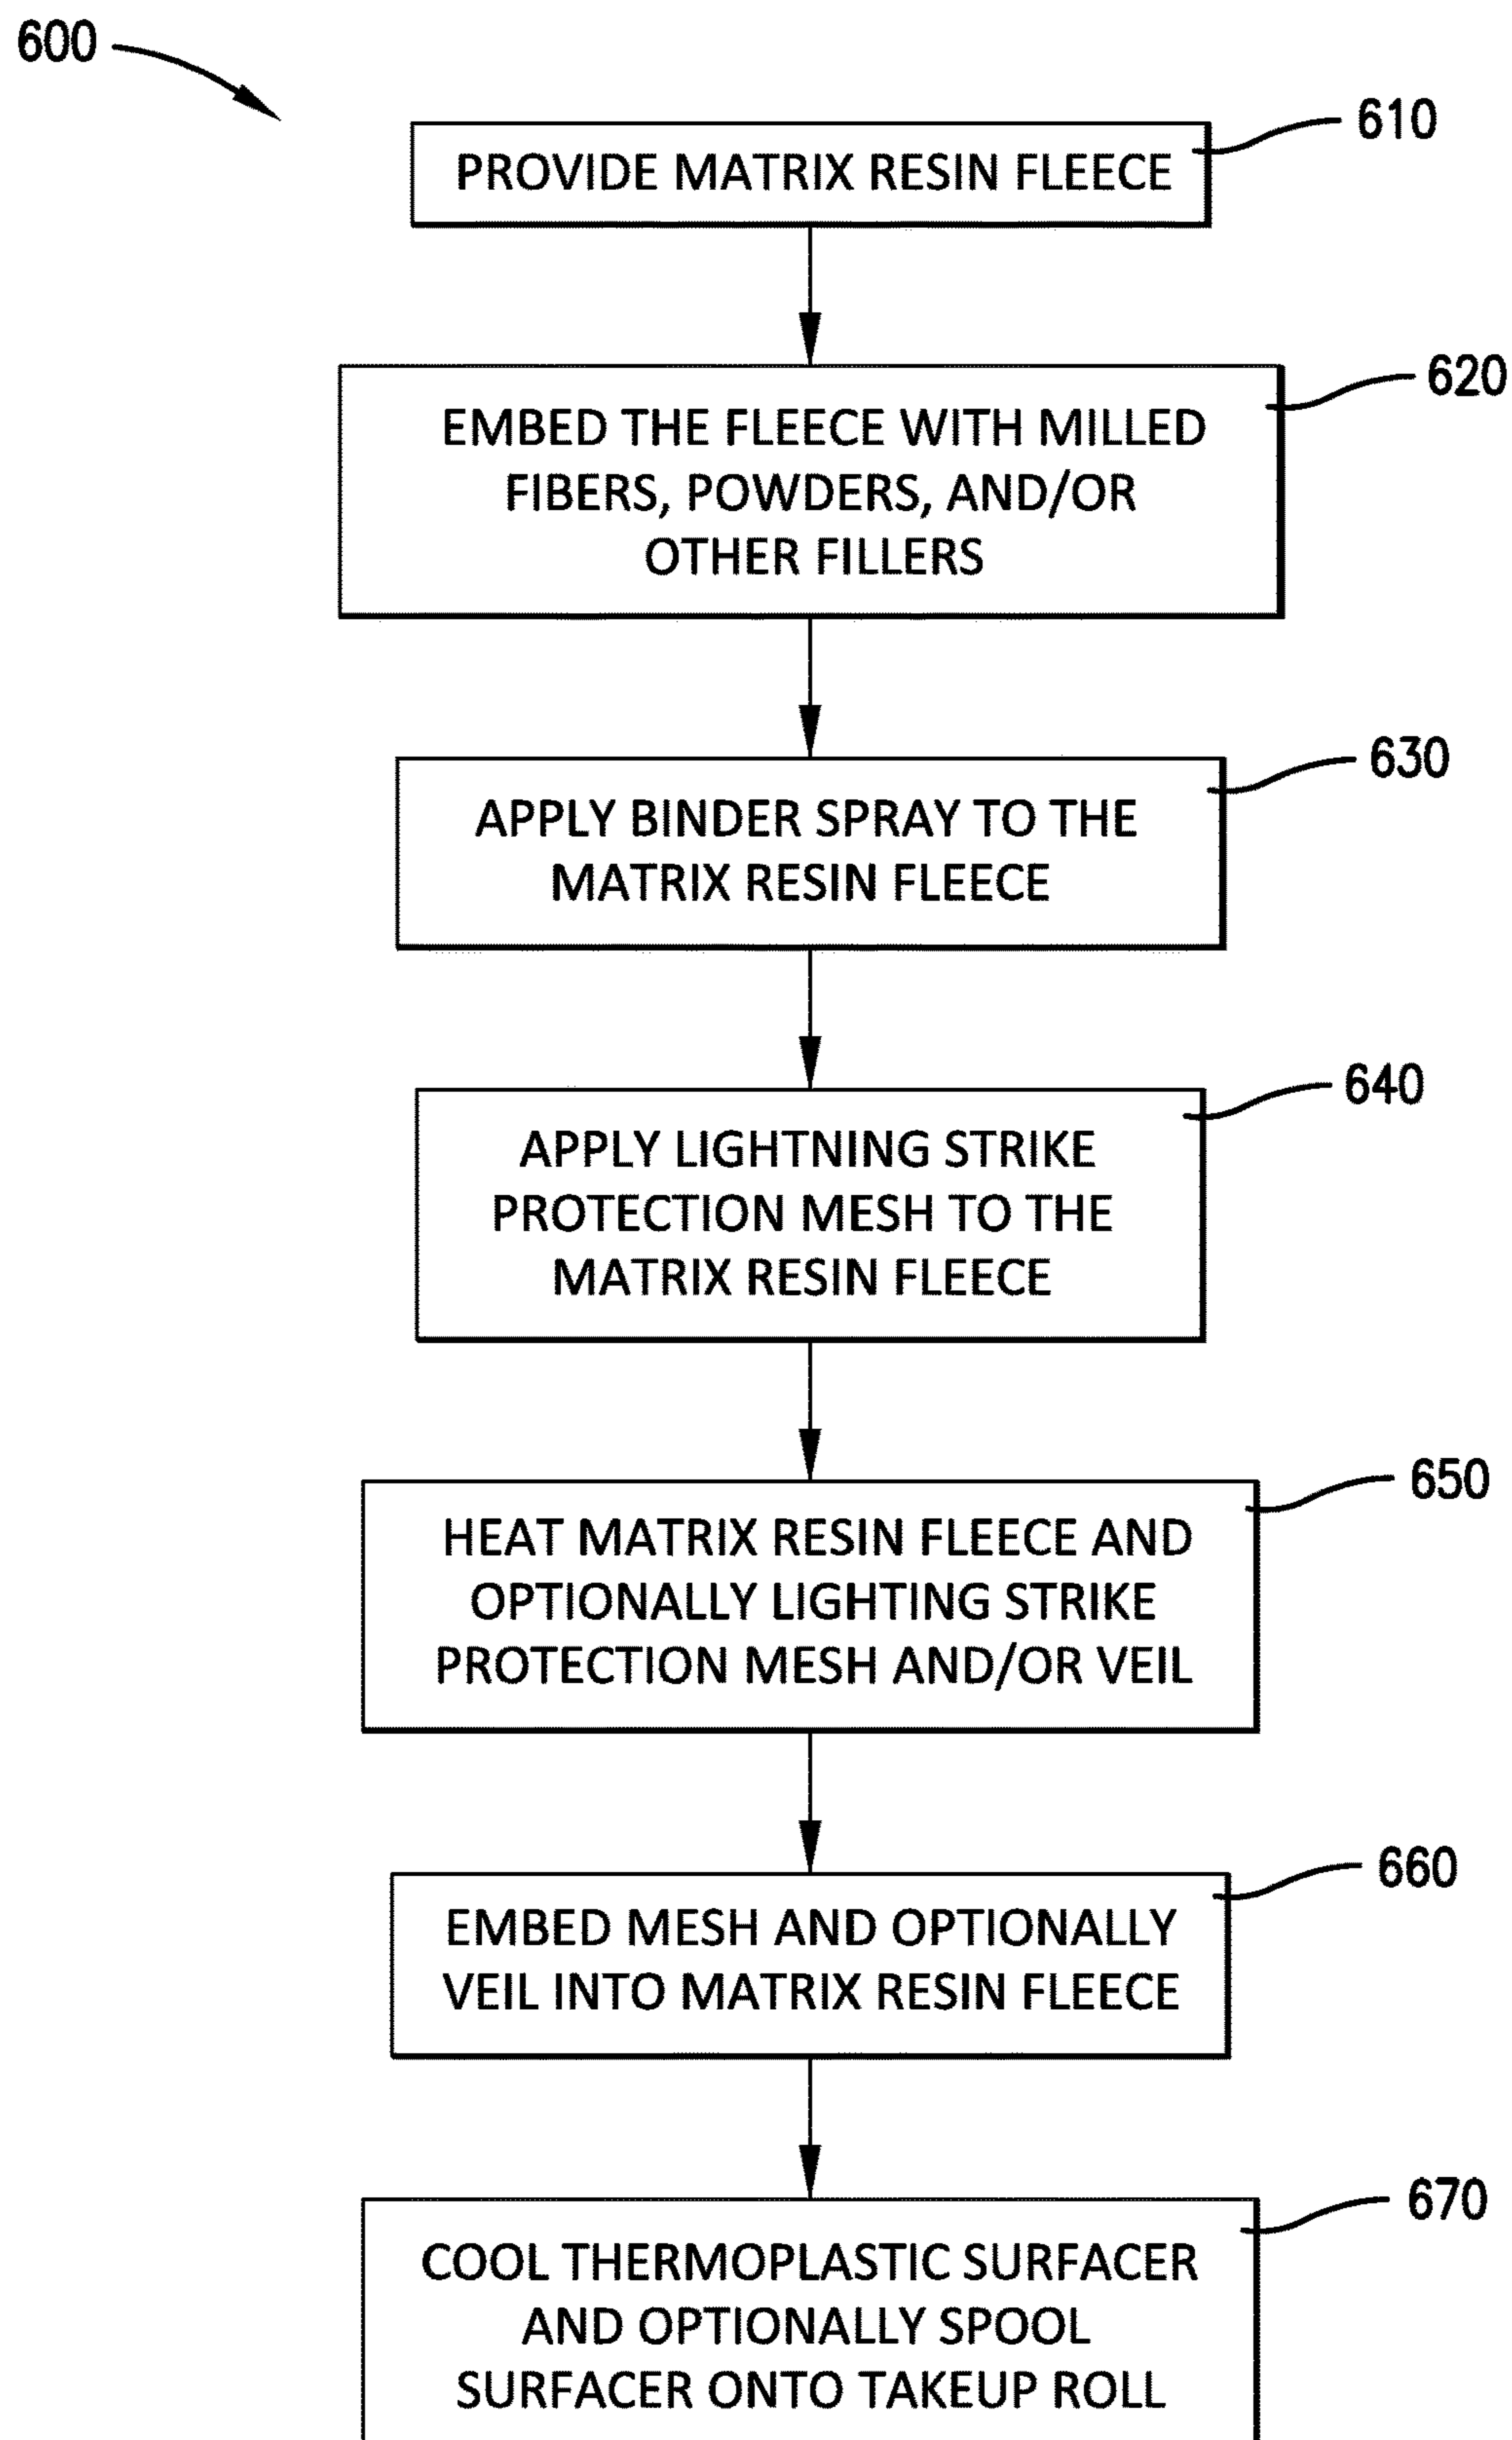 600
610
PROVIDE MATRIX RESIN FLEECE
620
EMBED THE FLEECE WITH MILLED
FIBERS, POWDERS, AND/OR
OTHER FILLERS
630
APPLY BINDER SPRAY TO THE
MATRIX RESIN FLEECE
640
APPLY LIGHTNING STRIKE
PROTECTION MESH TO THE
MATRIX RESIN FLEECE
650
HEAT MATRIX RESIN FLEECE AND
OPTIONALLY LIGHTING STRIKE
PROTECTION MESH AND/OR VEIL
660
EMBED MESH AND OPTIONALLY
VEIL INTO MATRIX RESIN FLEECE
670
COOL THERMOPLASTIC SURFACER
AND OPTIONALLY SPOOL
SURFACER ONTO TAKEUP ROLL